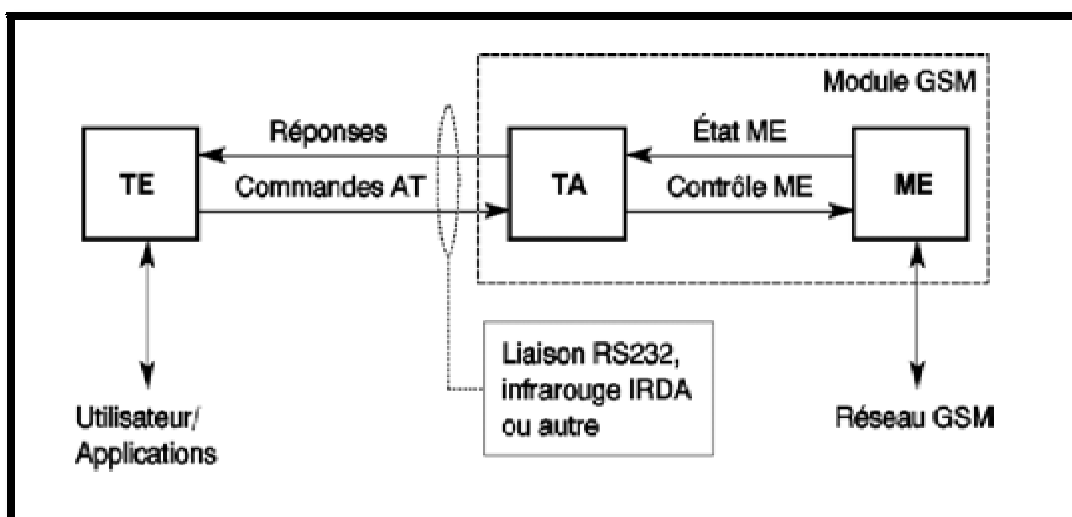 Module GSM
Réponses
État ME
TE
Commandes AT
TA
Contrôle ME
ME
Liaison RS232,
infrarouge IRDA
ou autre
Utilisateur/
Applications
Réseau GSM